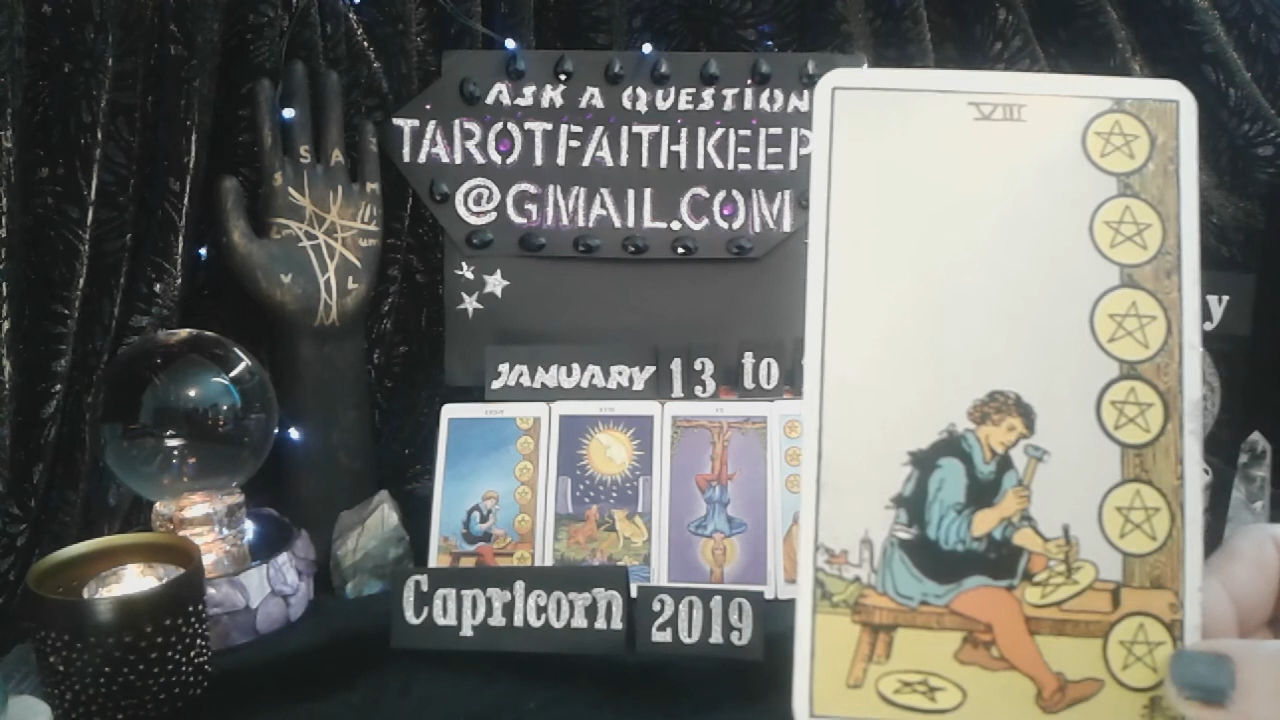 ASK A QUESTION
TAROTFAITHKEEP
@GMAIL.COM
VIII
S A
y
JANUARY 13 to
Capricorn 2019